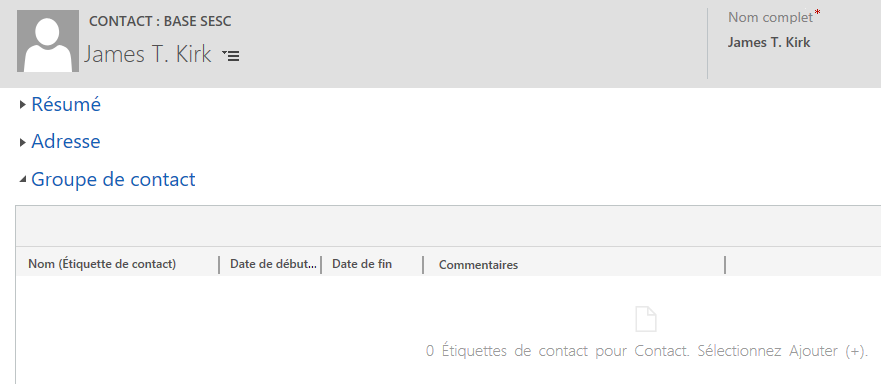 CONTACT : BASE SESC
James T. Kirk
Nom complet*
James T. Kirk
Résumé
Adresse
Groupe de contact
Nom (Étiquette de contact) Date de début... Date de fin Commentaires
0 Étiquettes de contact pour Contact. Sélectionnez Ajouter (+).